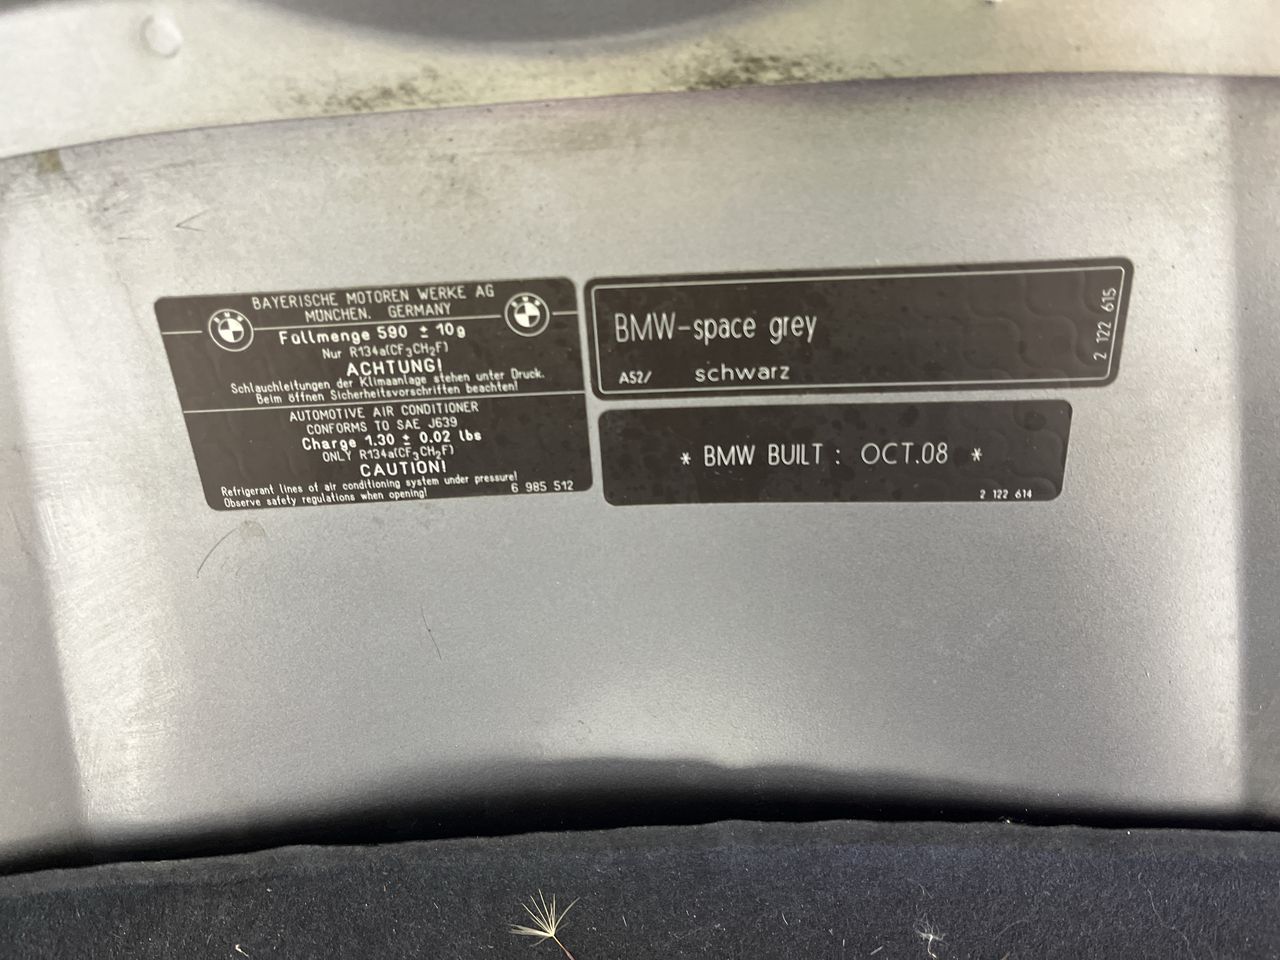 BAYERISCHE MOTOREN WERKE AG
MÜNCHEN. GERMANY
Füllmenge 590 ± 10g
Nur R134a(CF3CH2F)
ACHTUNG!
Schlauchleitungen der Klimaanlage stehen unter Druck.
Beim öffnen Sicherheitsvorschriften beachten!
AUTOMOTIVE AIR CONDITIONER
CONFORMS TO SAE J639
Charge 1.30 ± 0.02 lbs
ONLY R134a(CF3CH2F)
CAUTION!
Refrigerant lines of air conditioning system under pressure!
Observe safety regulations when opening!
6 985 512
BMW-space grey
A52/ schwarz
2 122 615
* BMW BUILT : OCT.08 *
2 122 614